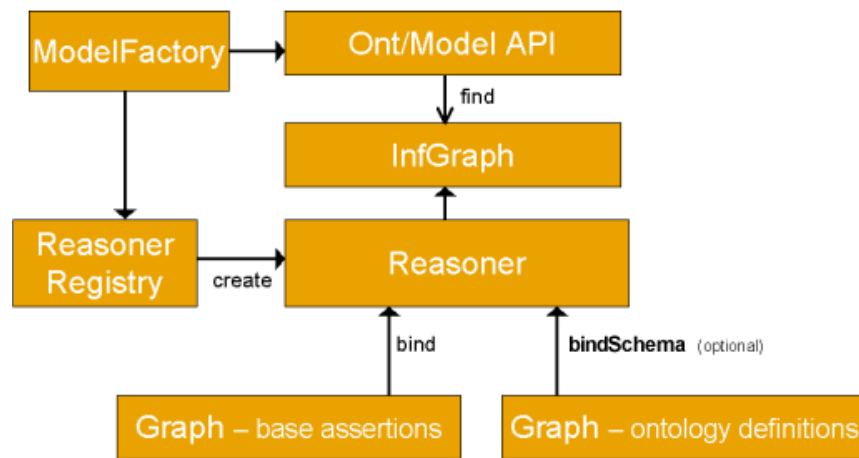 ModelFactory
Ont/Model API
find
InfGraph
Reasoner
Registry
create
Reasoner
bind
bindSchema (optional)
Graph – base assertions
Graph – ontology definitions